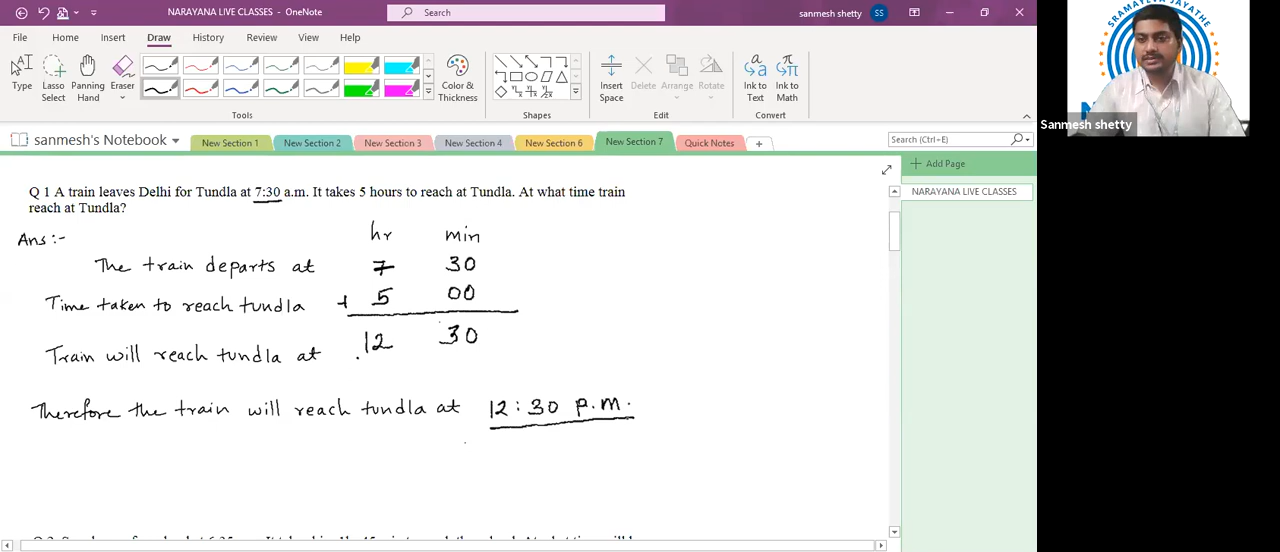 NARAYANA LIVE CLASSES - OneNote
Search
sanmesh shetty
SS
File Home Insert Draw History Review View Help
Type
Lasso Select
Panning Hand
Eraser
Color & Thickness
Insert Space
Delete
Arrange
Rotate
Ink to Text
Ink to Math
Tools
Shapes
Edit
Convert
sanmesh's Notebook
New Section 1
New Section 2
New Section 3
New Section 4
New Section 6
New Section 7
Quick Notes
Search (Ctrl+E)
Add Page
NARAYANA LIVE CLASSES
Q 1 A train leaves Delhi for Tundla at 7:30 a.m. It takes 5 hours to reach at Tundla. At what time train
reach at Tundla?
Ans :-
hr min
The train departs at 7 30
Time taken to reach tundla + 5 00
Train will reach tundla at 12 30
Therefore the train will reach tundla at 12:30 p.m.
SRAMAYEVA JAYATHE
Sanmesh shetty